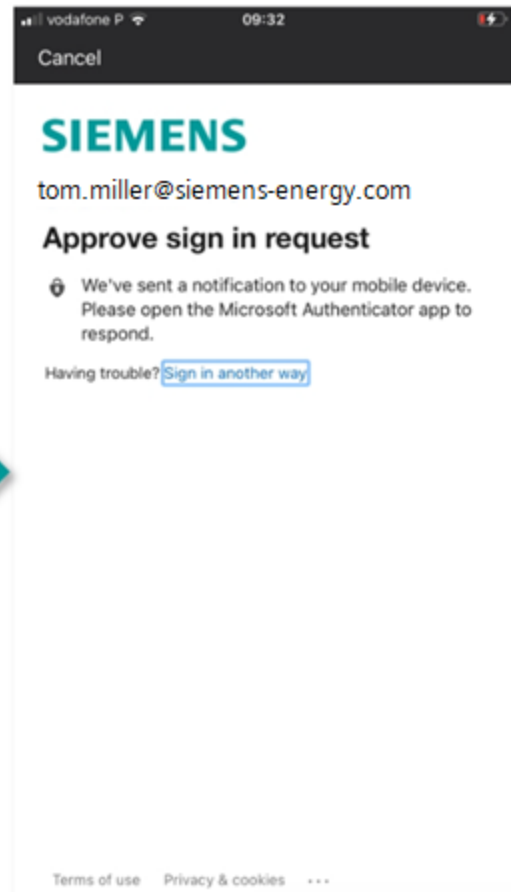 vodafone P 09:32
Cancel
SIEMENS
tom.miller@siemens-energy.com
Approve sign in request
We've sent a notification to your mobile device.
Please open the Microsoft Authenticator app to
respond.
Having trouble? Sign in another way
Terms of use Privacy & cookies ...